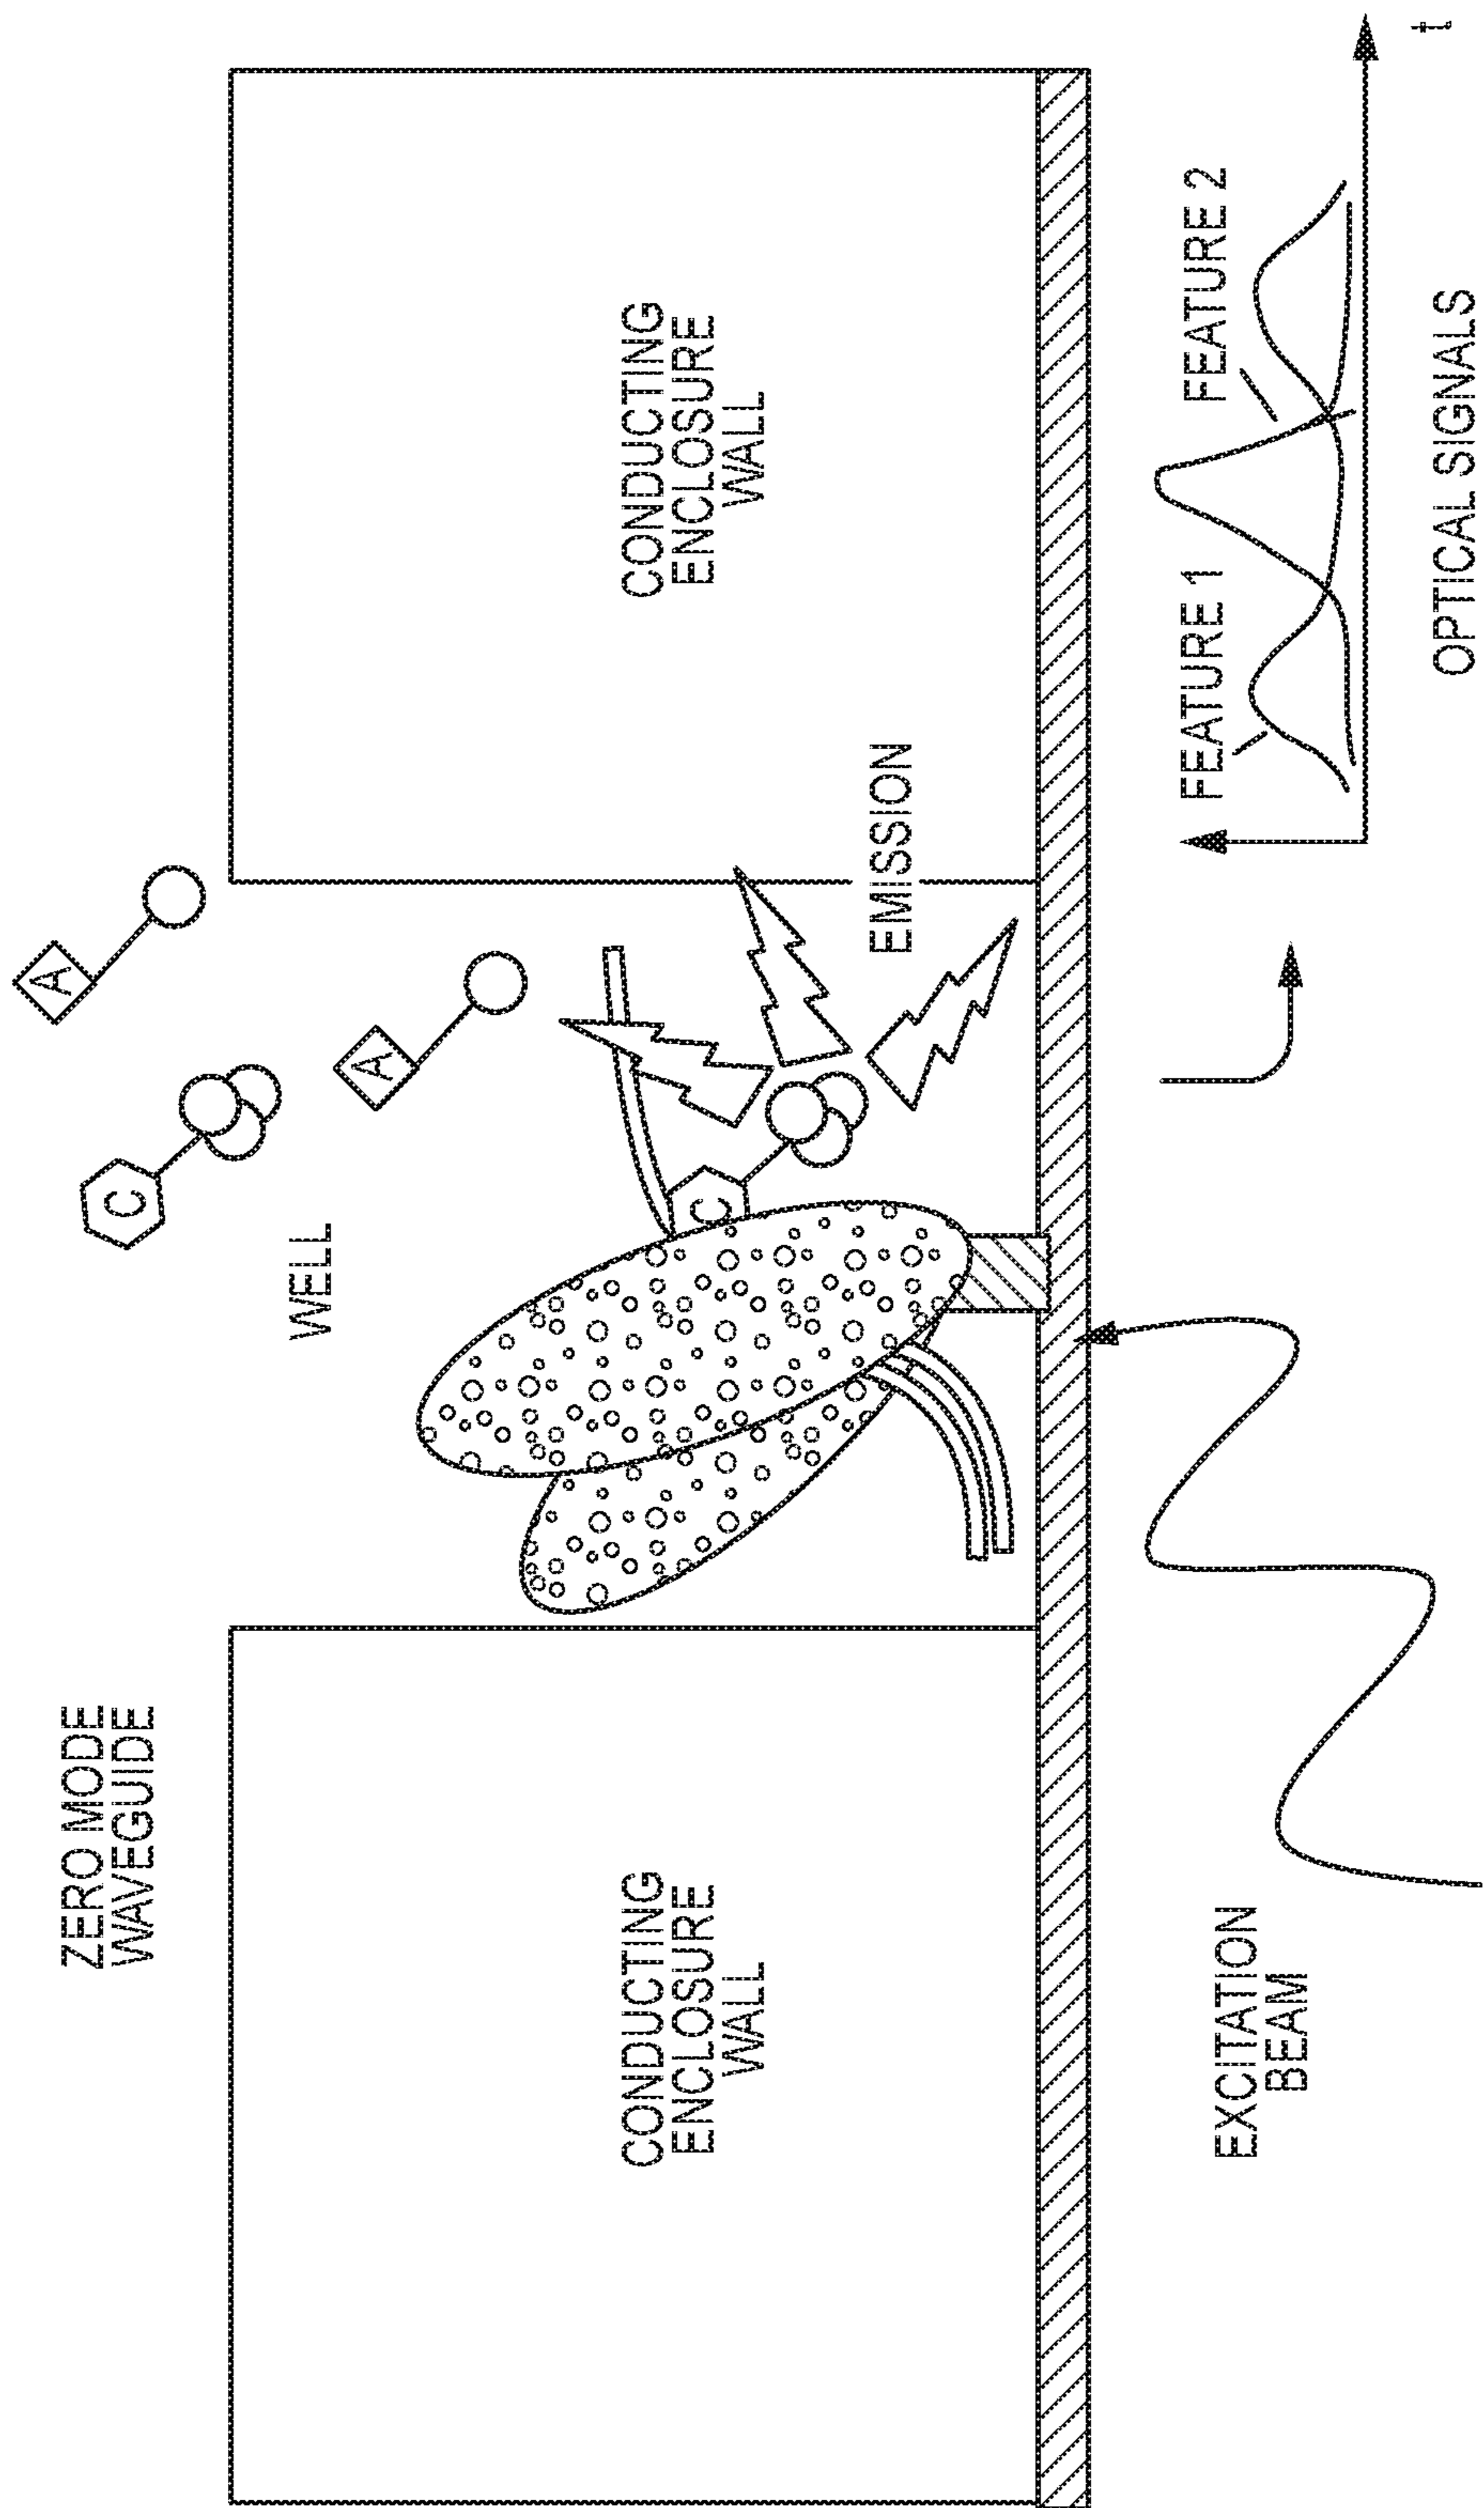 ZERO MODE
WAVEGUIDE
A
C
WELL
A
CONDUCTING
ENCLOSURE
WALL
C
CONDUCTING
ENCLOSURE
WALL
EMISSION
EXCITATION
BEAM
FEATURE 1
FEATURE 2
t
OPTICAL SIGNALS